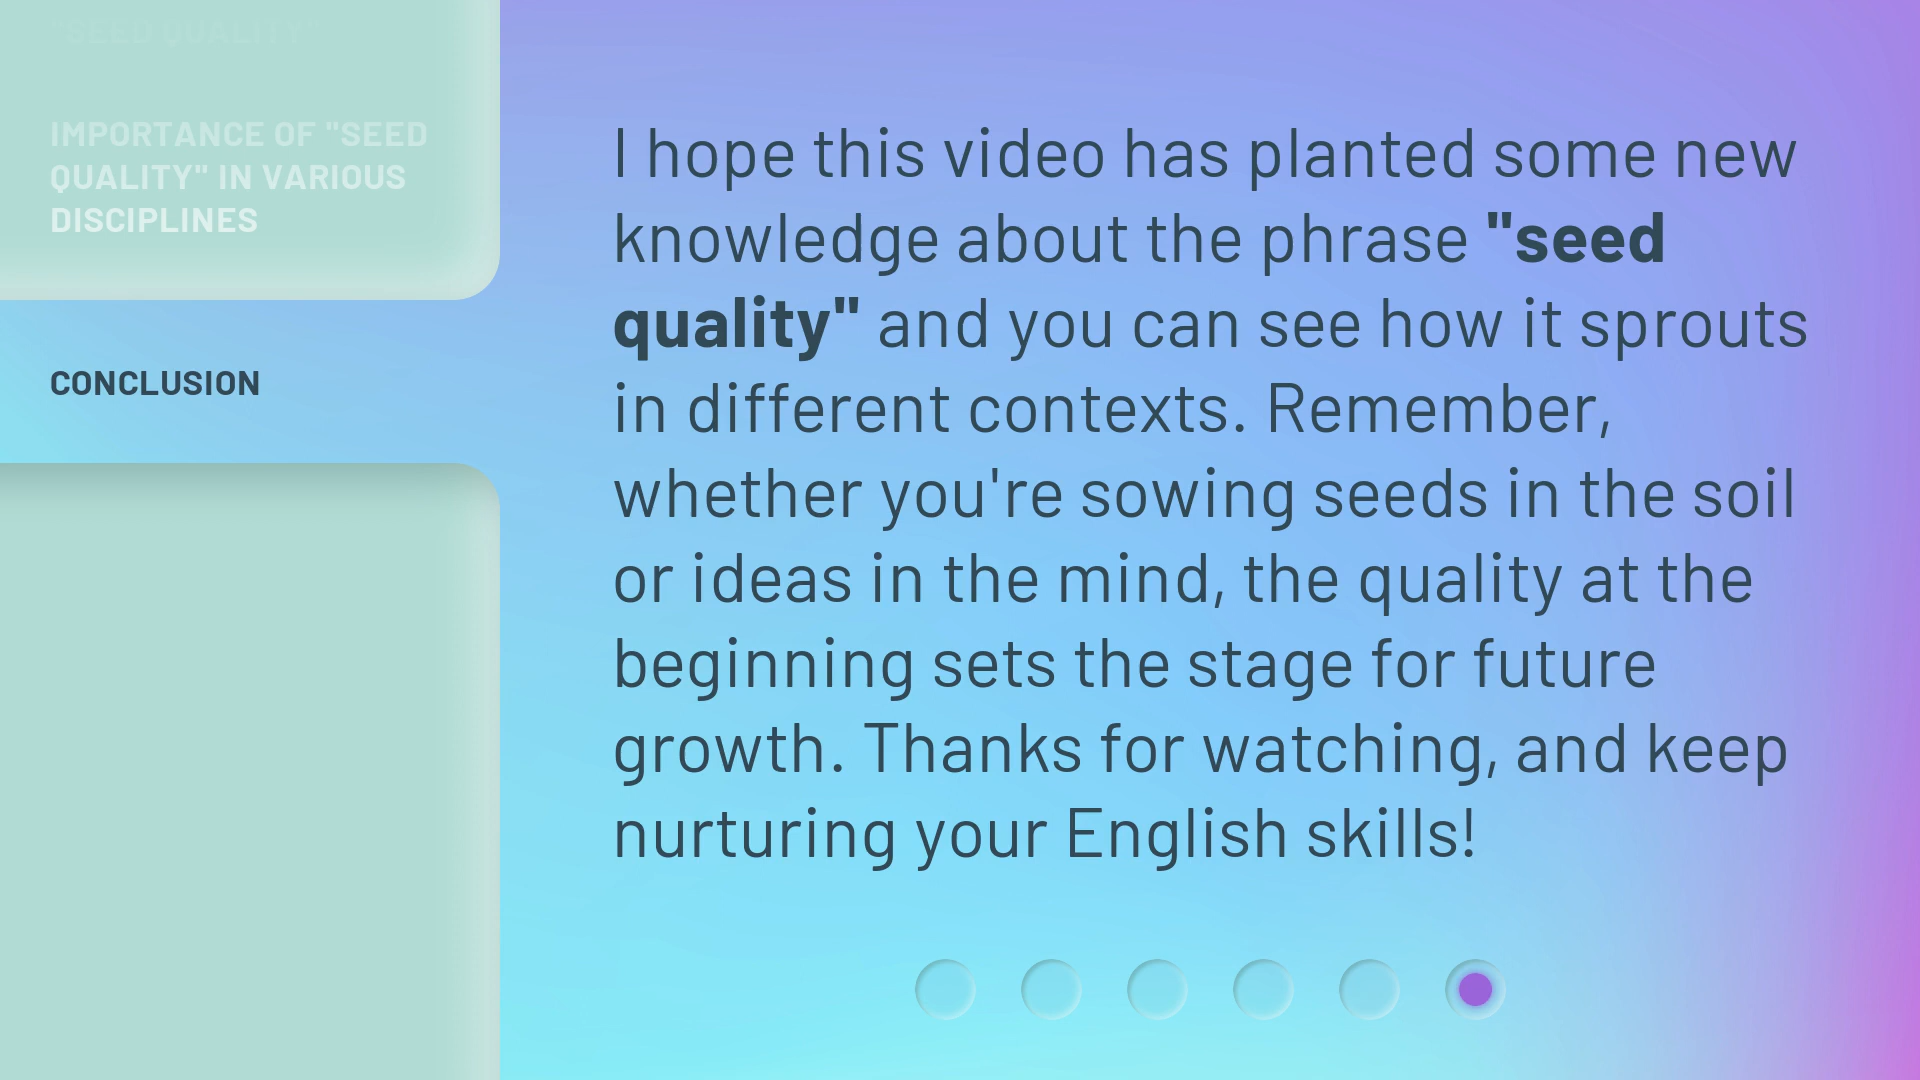 "SEED QUALITY"
IMPORTANCE OF "SEED
QUALITY" IN VARIOUS
DISCIPLINES
CONCLUSION
I hope this video has planted some new
knowledge about the phrase "seed
quality" and you can see how it sprouts
in different contexts. Remember,
whether you're sowing seeds in the soil
or ideas in the mind, the quality at the
beginning sets the stage for future
growth. Thanks for watching, and keep
nurturing your English skills!